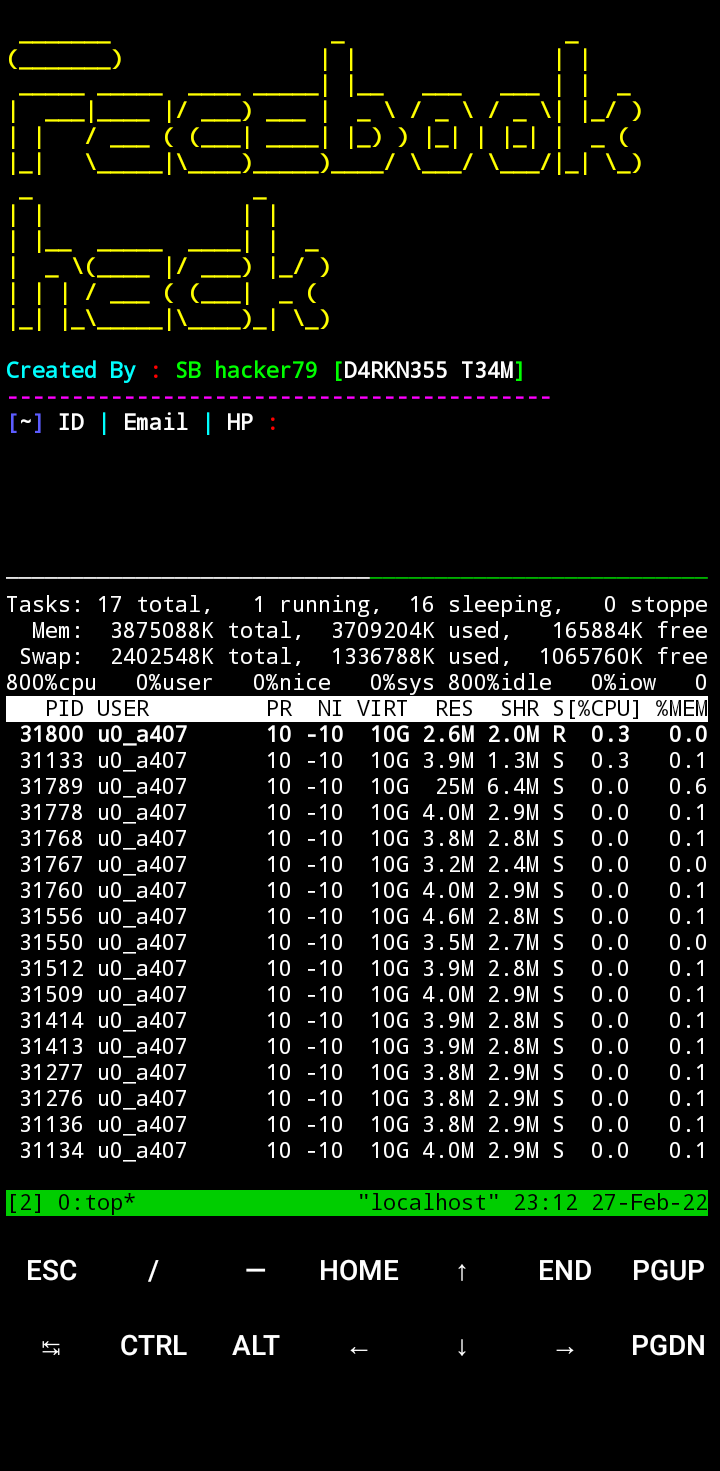 Facebook
hack
Created By : SB hacker79 [D4RKN355 T34M]
------------------------------------------
[~] ID | Email | HP :
Tasks: 17 total,   1 running,  16 sleeping,   0 stoppe
  Mem:  3875088K total,  3709204K used,   165884K free
 Swap:  2402548K total,  1336788K used,  1065760K free
800%cpu   0%user   0%nice   0%sys 800%idle   0%iow   0
   PID USER         PR  NI VIRT  RES  SHR S[%CPU] %MEM
 31800 u0_a407      10 -10  10G 2.6M 2.0M R  0.3   0.0
 31133 u0_a407      10 -10  10G 3.9M 1.3M S  0.3   0.1
 31789 u0_a407      10 -10  10G  25M 6.4M S  0.0   0.6
 31778 u0_a407      10 -10  10G 4.0M 2.9M S  0.0   0.1
 31768 u0_a407      10 -10  10G 3.8M 2.8M S  0.0   0.1
 31767 u0_a407      10 -10  10G 3.2M 2.4M S  0.0   0.0
 31760 u0_a407      10 -10  10G 4.0M 2.9M S  0.0   0.1
 31556 u0_a407      10 -10  10G 4.6M 2.8M S  0.0   0.1
 31550 u0_a407      10 -10  10G 3.5M 2.7M S  0.0   0.0
 31512 u0_a407      10 -10  10G 3.9M 2.8M S  0.0   0.1
 31509 u0_a407      10 -10  10G 4.0M 2.9M S  0.0   0.1
 31414 u0_a407      10 -10  10G 3.9M 2.8M S  0.0   0.1
 31413 u0_a407      10 -10  10G 3.9M 2.8M S  0.0   0.1
 31277 u0_a407      10 -10  10G 3.8M 2.9M S  0.0   0.1
 31276 u0_a407      10 -10  10G 3.8M 2.9M S  0.0   0.1
 31136 u0_a407      10 -10  10G 3.8M 2.9M S  0.0   0.1
 31134 u0_a407      10 -10  10G 4.0M 2.9M S  0.0   0.1
[2] 0:top*                 "localhost" 23:12 27-Feb-22
ESC / — HOME ↑ END PGUP
↹ CTRL ALT ← ↓ → PGDN